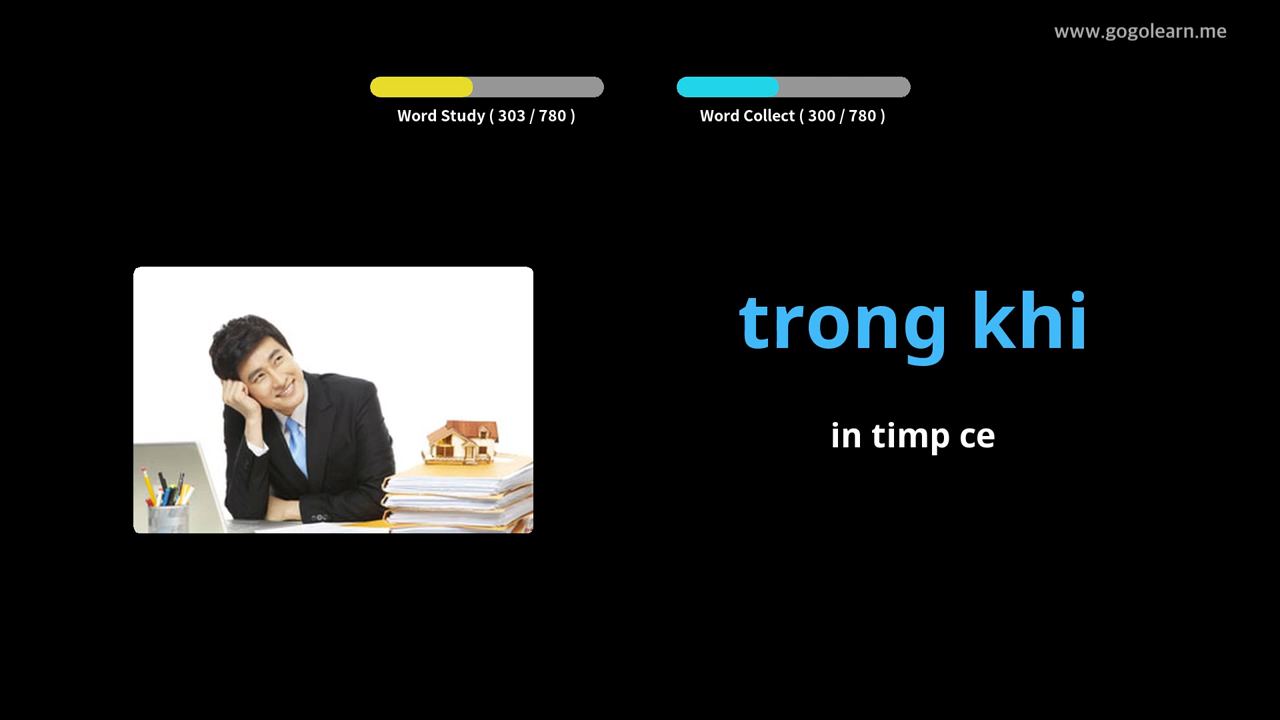 www.gogolearn.me
Word Study ( 303 / 780 )
Word Collect ( 300 / 780 )
trong khi
in timp ce